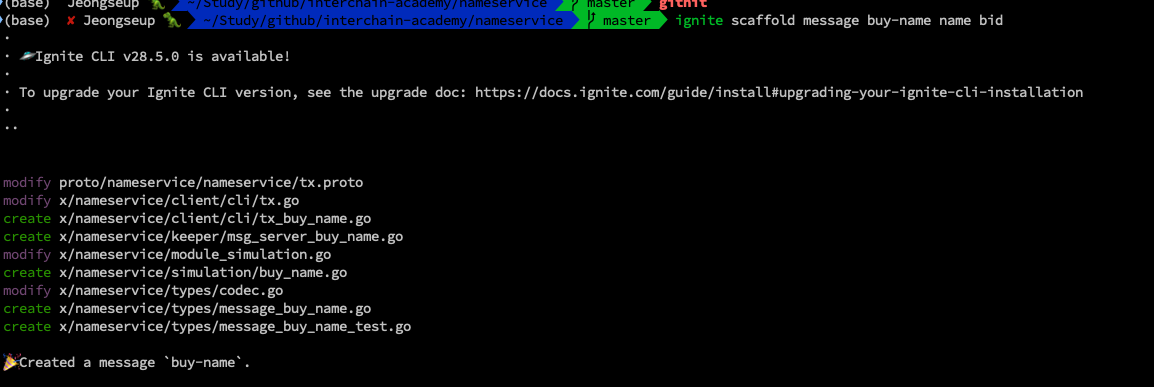 (base) Jeongseup ~/Study/github/interchain-academy/nameservice master githit
(base) ✘ Jeongseup ~/Study/github/interchain-academy/nameservice master ignite scaffold message buy-name name bid
·
· 🛸Ignite CLI v28.5.0 is available!
·
· To upgrade your Ignite CLI version, see the upgrade doc: https://docs.ignite.com/guide/install#upgrading-your-ignite-cli-installation
·
··
modify proto/nameservice/nameservice/tx.proto
modify x/nameservice/client/cli/tx.go
create x/nameservice/client/cli/tx_buy_name.go
create x/nameservice/keeper/msg_server_buy_name.go
modify x/nameservice/module_simulation.go
create x/nameservice/simulation/buy_name.go
modify x/nameservice/types/codec.go
create x/nameservice/types/message_buy_name.go
create x/nameservice/types/message_buy_name_test.go
🎉Created a message `buy-name`.